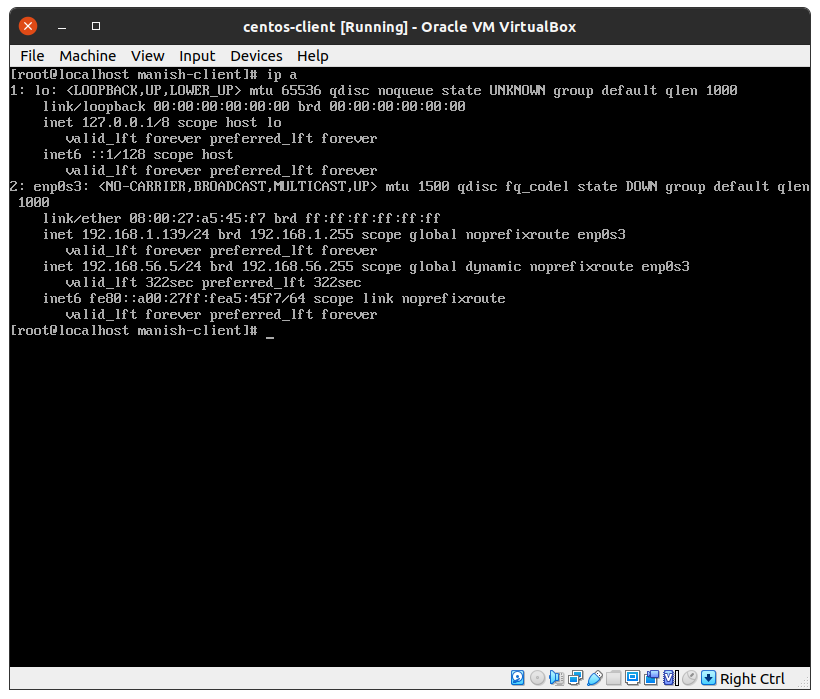 centos-client [Running] - Oracle VM VirtualBox
File Machine View Input Devices Help
[root@localhost manish-client]# ip a
1: lo: <LOOPBACK,UP,LOWER_UP> mtu 65536 qdisc noqueue state UNKNOWN group default qlen 1000
    link/loopback 00:00:00:00:00:00 brd 00:00:00:00:00:00
    inet 127.0.0.1/8 scope host lo
       valid_lft forever preferred_lft forever
    inet6 ::1/128 scope host
       valid_lft forever preferred_lft forever
2: enp0s3: <NO-CARRIER,BROADCAST,MULTICAST,UP> mtu 1500 qdisc fq_codel state DOWN group default qlen
 1000
    link/ether 08:00:27:a5:45:f7 brd ff:ff:ff:ff:ff:ff
    inet 192.168.1.139/24 brd 192.168.1.255 scope global noprefixroute enp0s3
       valid_lft forever preferred_lft forever
    inet 192.168.56.5/24 brd 192.168.56.255 scope global dynamic noprefixroute enp0s3
       valid_lft 322sec preferred_lft 322sec
    inet6 fe80::a00:27ff:fea5:45f7/64 scope link noprefixroute
       valid_lft forever preferred_lft forever
[root@localhost manish-client]# _
Right Ctrl